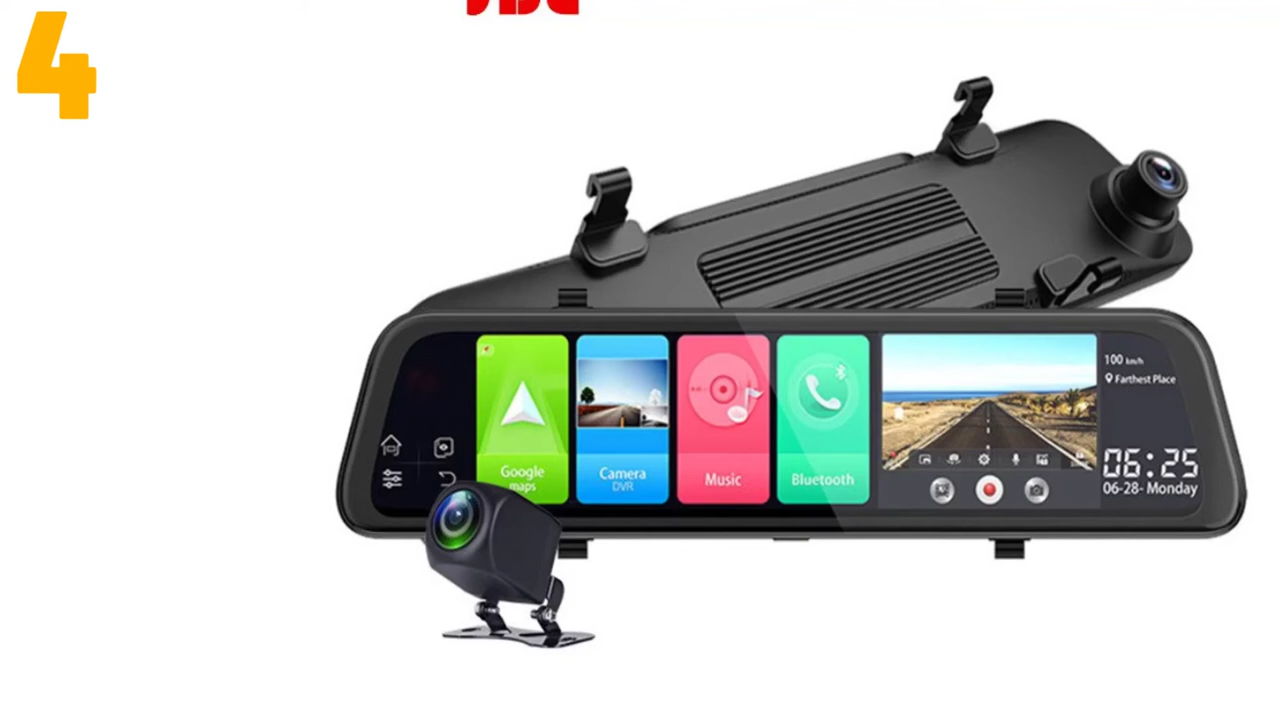 4
Google
maps
Camera
DVR
Music
Bluetooth
100 km/h
Farthest Place
06:25
06-28- Monday